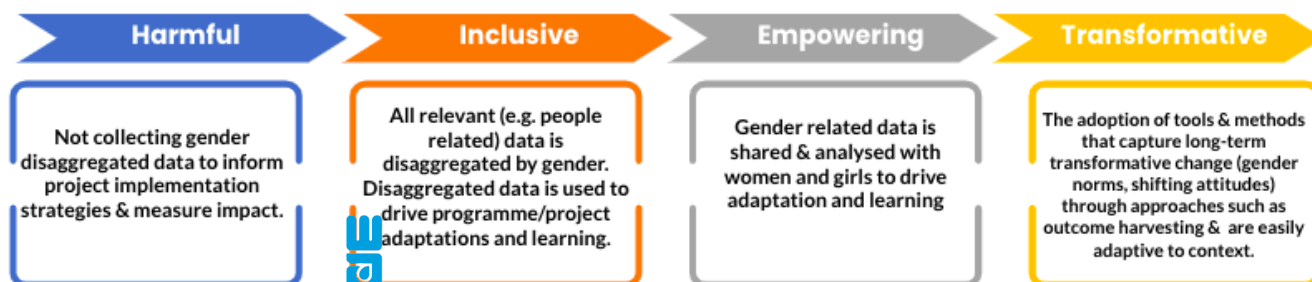 Harmful
Inclusive
Empowering
Transformative
Not collecting gender
disaggregated data to inform
project implementation
strategies & measure impact.
All relevant (e.g. people
related) data is
disaggregated by gender.
Disaggregated data is used to
drive programme/project
adaptations and learning.
Gender related data is
shared & analysed with
women and girls to drive
adaptation and learning
The adoption of tools & methods
that capture long-term
transformative change (gender
norms, shifting attitudes)
through approaches such as
outcome harvesting & are easily
adaptive to context.